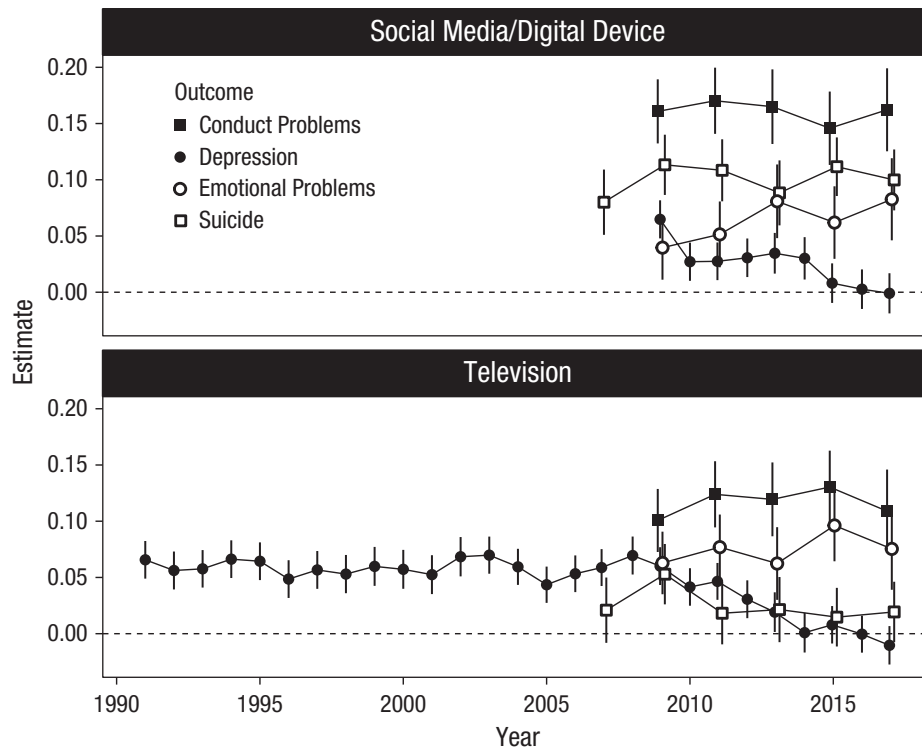 Social Media/Digital Device
0.20
0.15
0.10
0.05
0.00
Outcome
Conduct Problems
Depression
Emotional Problems
Suicide
Estimate
Television
0.20
0.15
0.10
0.05
0.00
1990 1995 2000 2005 2010 2015
Year